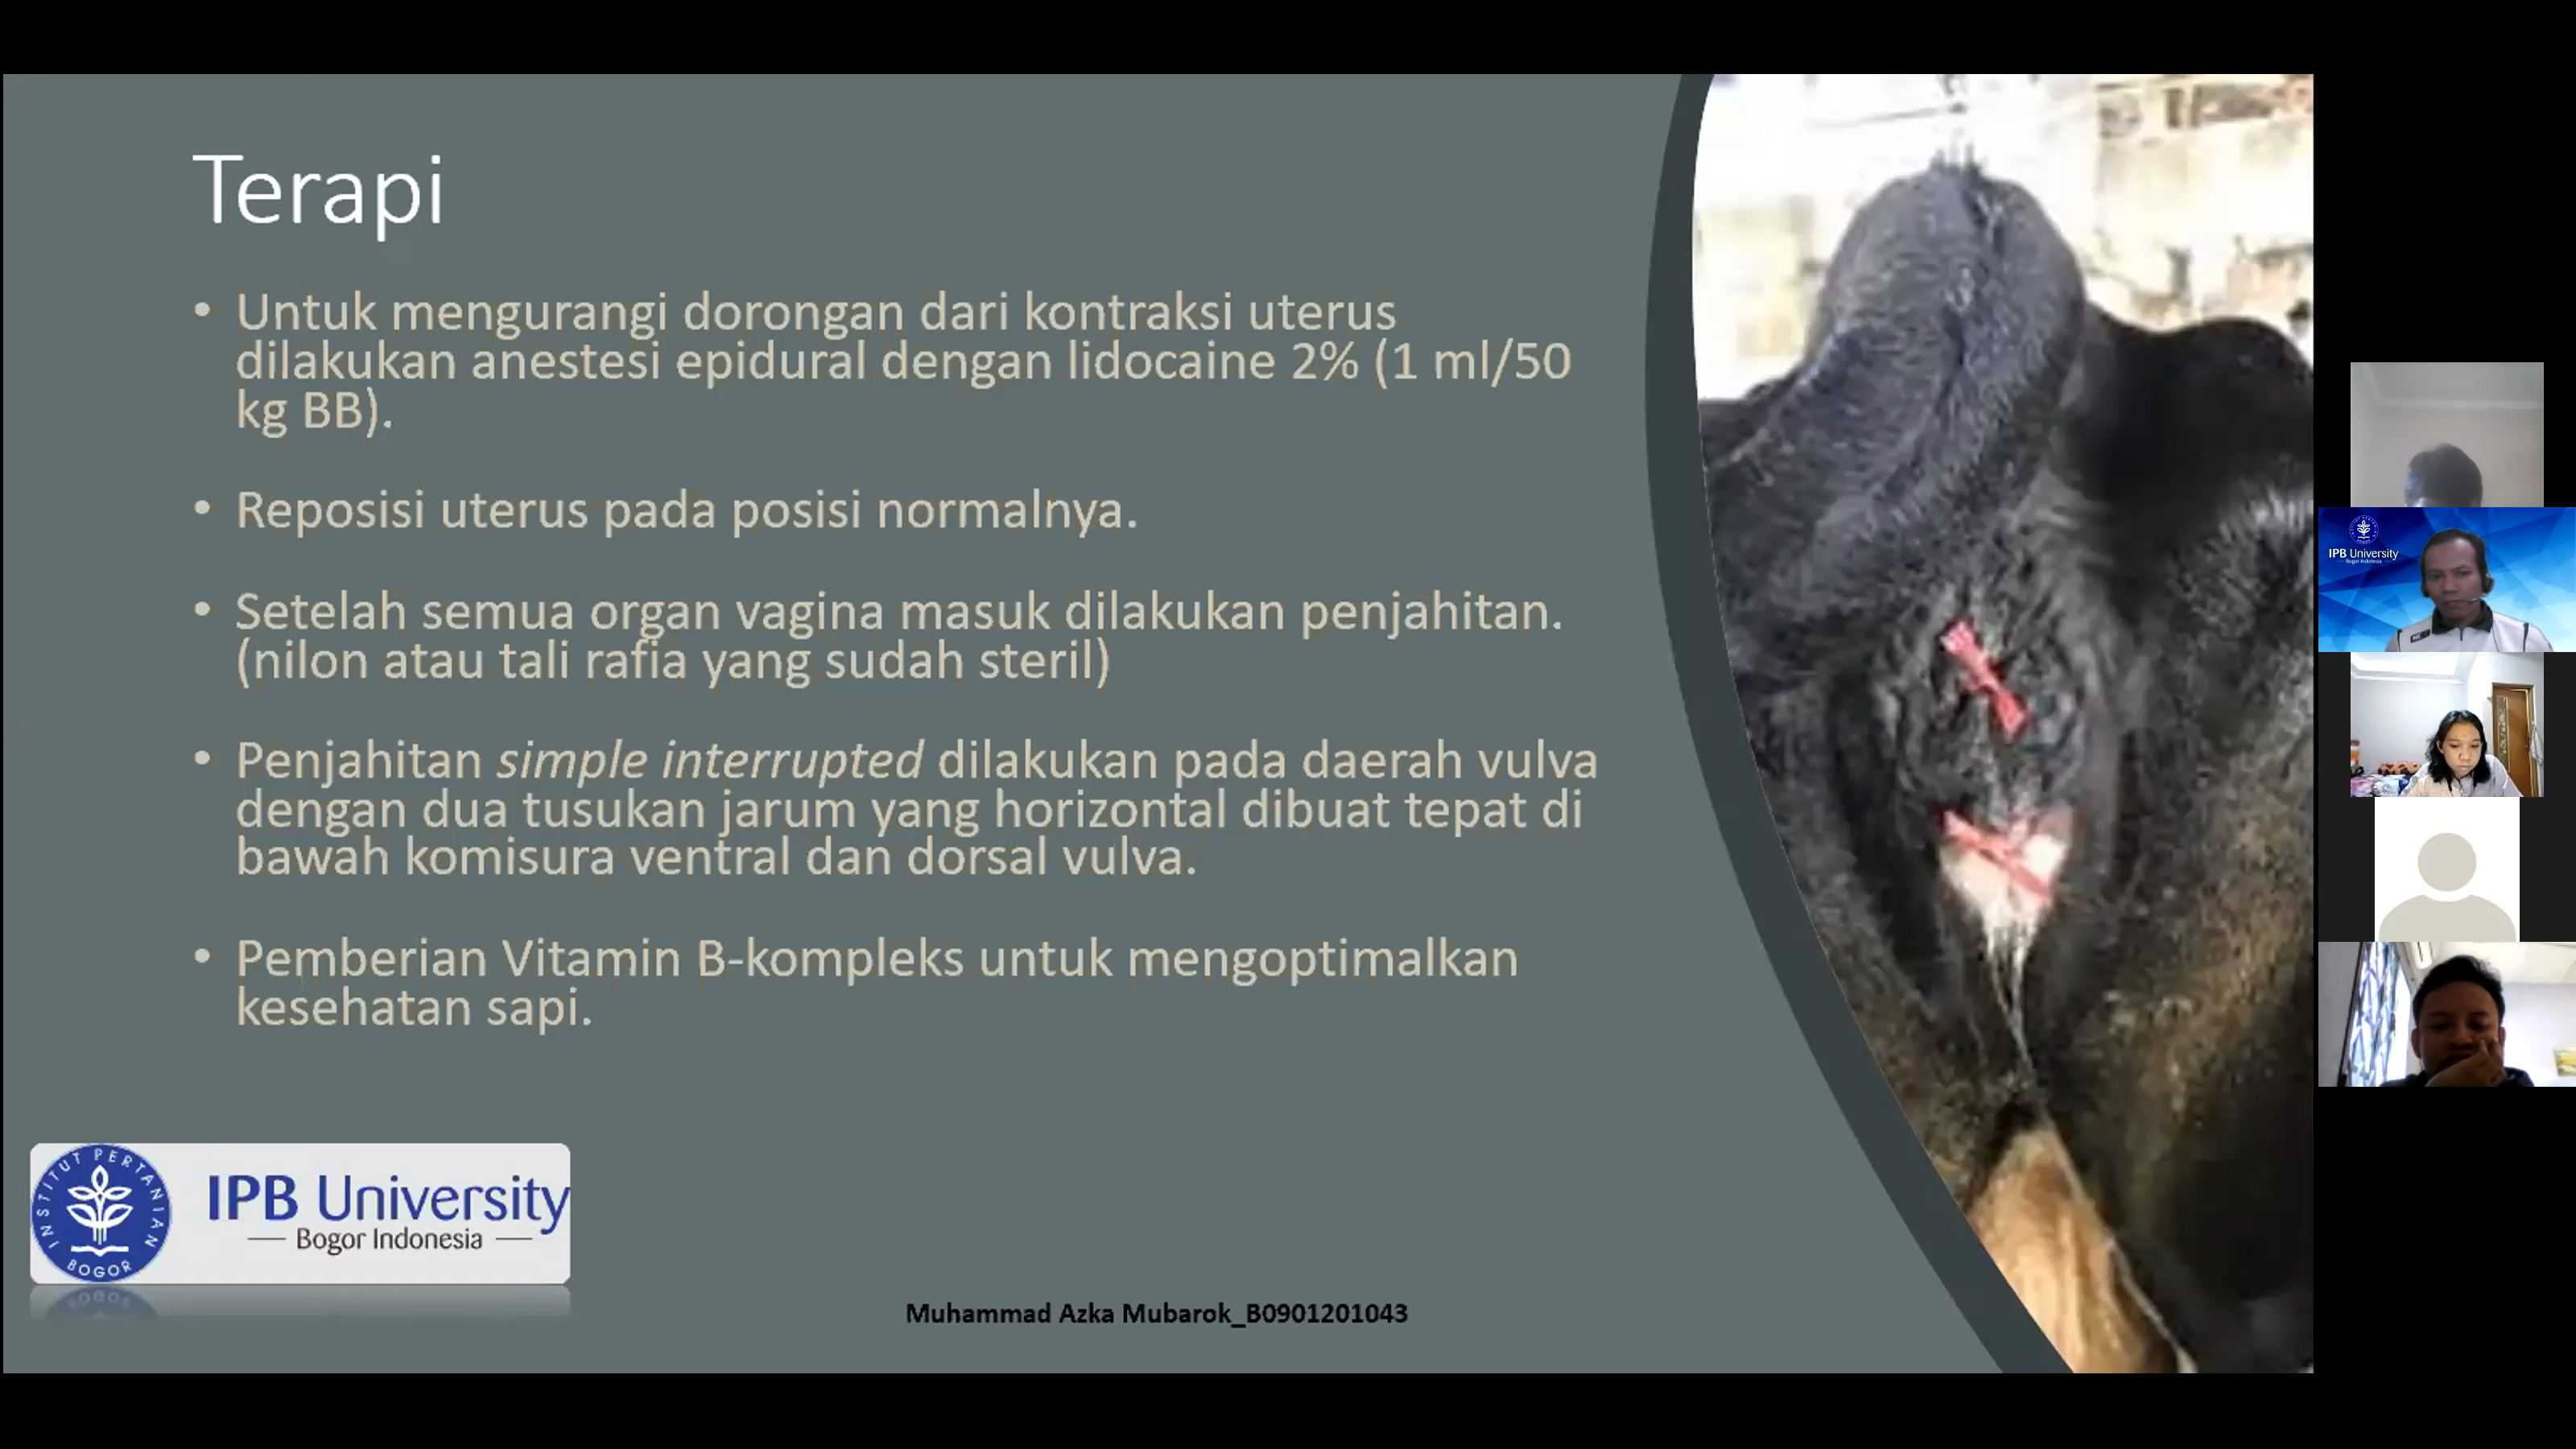 Terapi
• Untuk mengurangi dorongan dari kontraksi uterus
dilakukan anestesi epidural dengan lidocaine 2% (1 ml/50
kg BB).
• Reposisi uterus pada posisi normalnya.
• Setelah semua organ vagina masuk dilakukan penjahitan.
(nilon atau tali rafia yang sudah steril)
• Penjahitan simple interrupted dilakukan pada daerah vulva
dengan dua tusukan jarum yang horizontal dibuat tepat di
bawah komisura ventral dan dorsal vulva.
• Pemberian Vitamin B-kompleks untuk mengoptimalkan
kesehatan sapi.
INSTITUT PERTANIAN
BOGOR
IPB University
Bogor Indonesia
Muhammad Azka Mubarok_B0901201043
IPB University
Bogor Indonesia